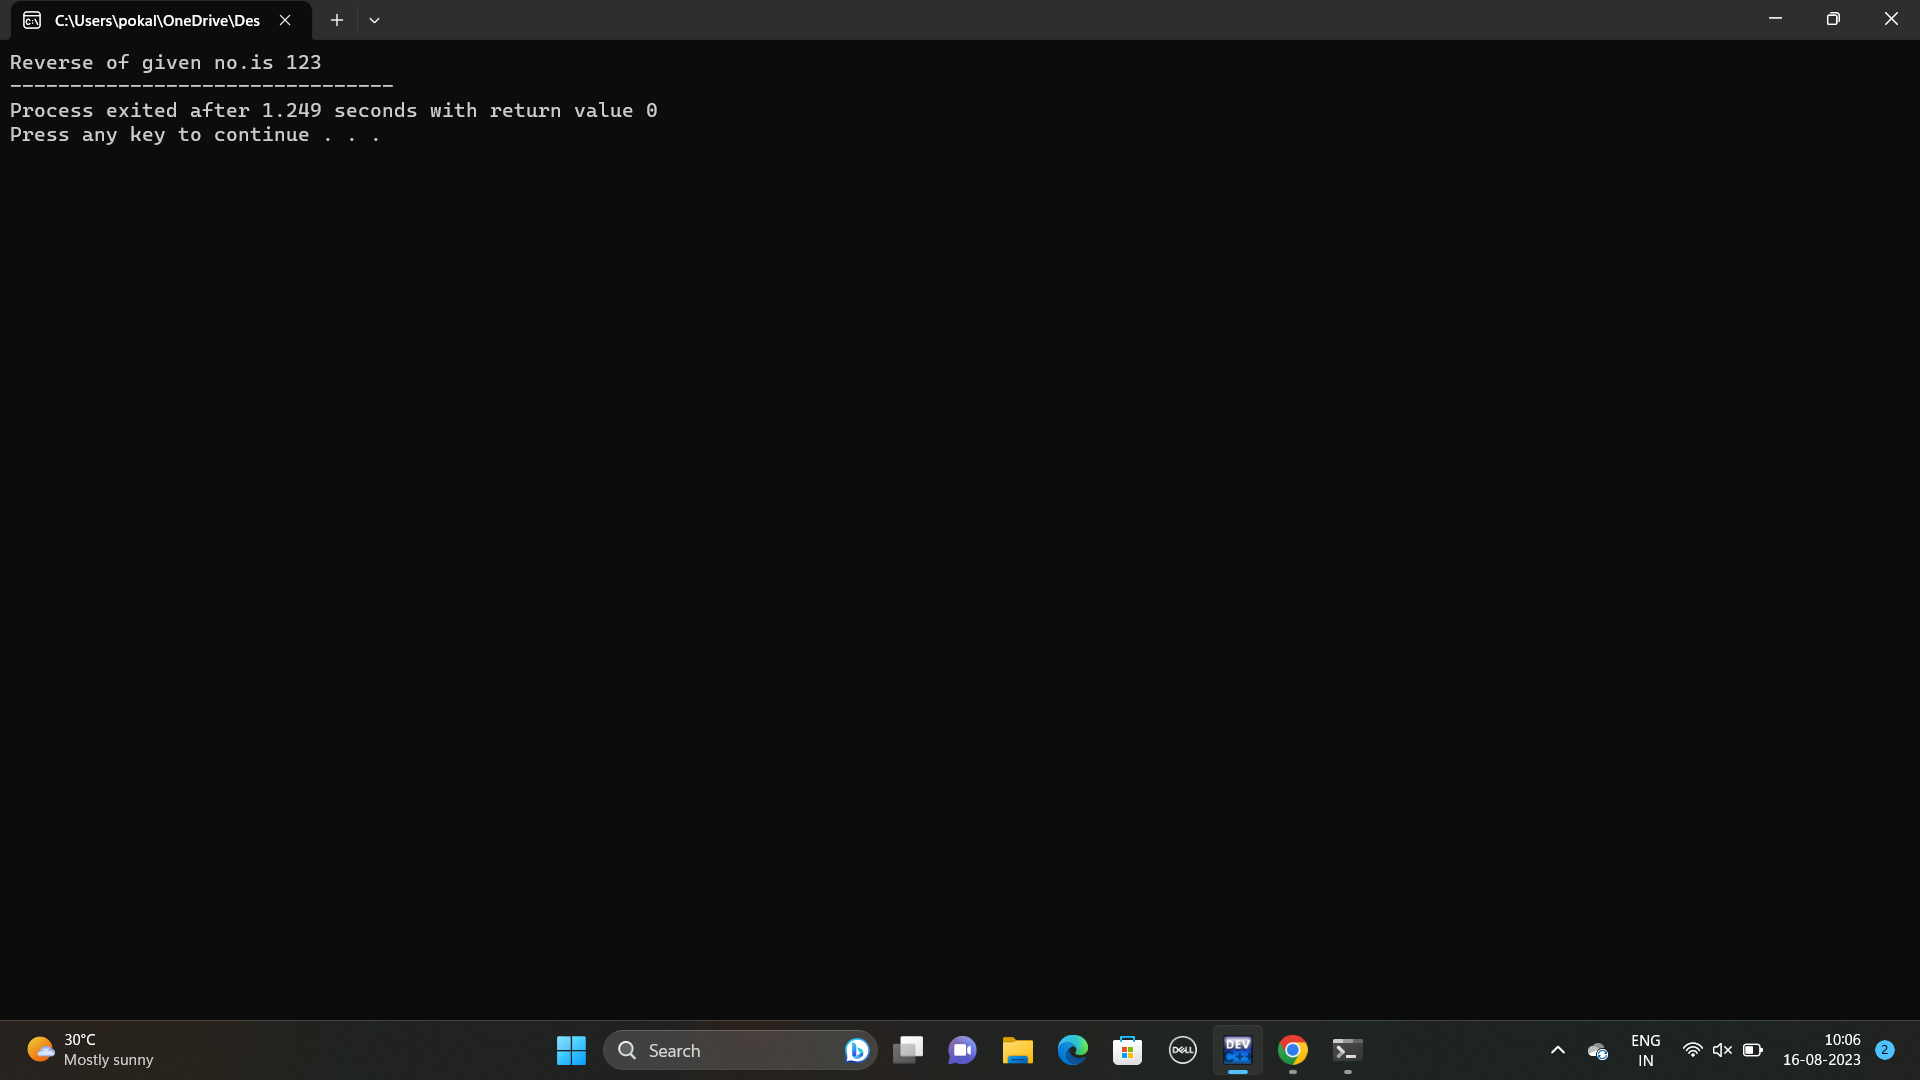 C:\Users\pokal\OneDrive\Des
Reverse of given no.is 123
--------------------------------
Process exited after 1.249 seconds with return value 0
Press any key to continue . . .
30°C
Mostly sunny
Search
DELL
DEV
C++
ENG
IN
10:06
16-08-2023
2